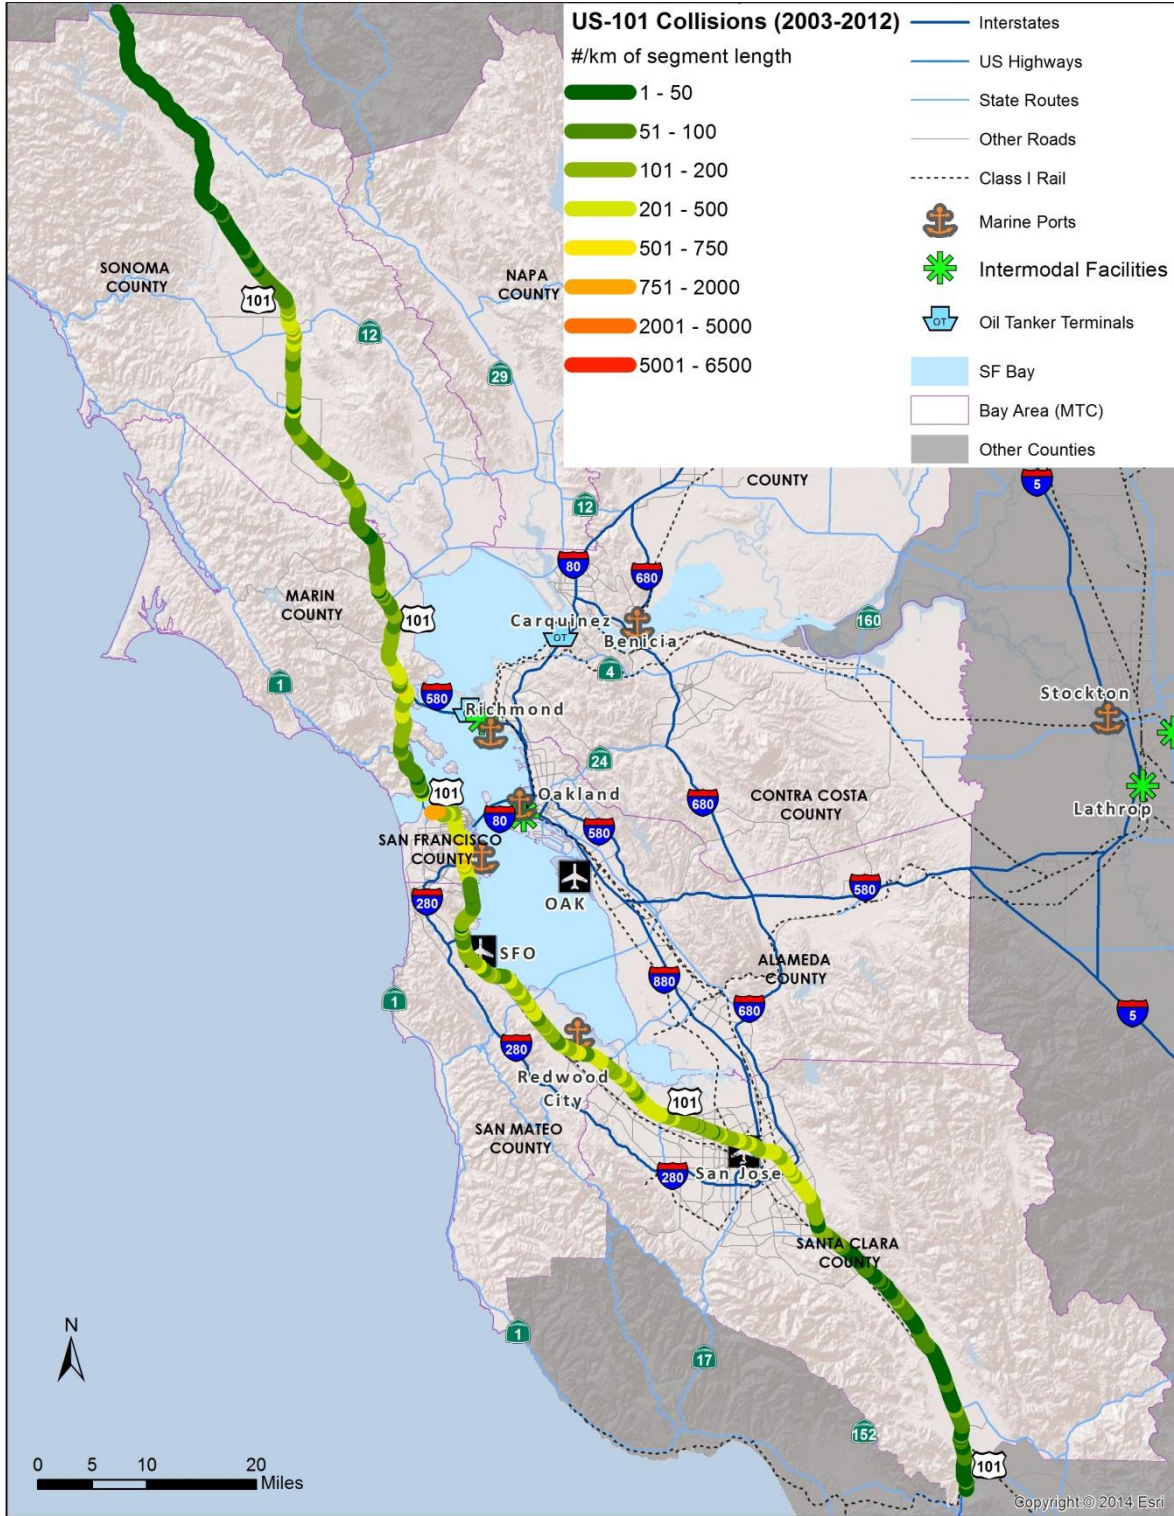 US-101 Collisions (2003-2012)
#/km of segment length
1 - 50
51 - 100
101 - 200
201 - 500
501 - 750
751 - 2000
2001 - 5000
5001 - 6500
Interstates
US Highways
State Routes
Other Roads
Class I Rail
Marine Ports
Intermodal Facilities
OT
Oil Tanker Terminals
SF Bay
Bay Area (MTC)
Other Counties
SONOMA
COUNTY
NAPA
COUNTY
101
12
29
COUNTY
5
12
80
680
MARIN
COUNTY
101
Carquinez
OT
Benicia
160
4
1
580
Richmond
Stockton
24
101
Oakland
80
580
680
CONTRA COSTA
COUNTY
Lathrop
SAN FRANCISCO
COUNTY
OAK
280
580
SFO
ALAMEDA
COUNTY
1
880
680
5
280
Redwood
City
101
SAN MATEO
COUNTY
San Jose
280
SANTA CLARA
COUNTY
N
1
17
152
101
0 5 10 20
Miles
Copyright:© 2014 Esri